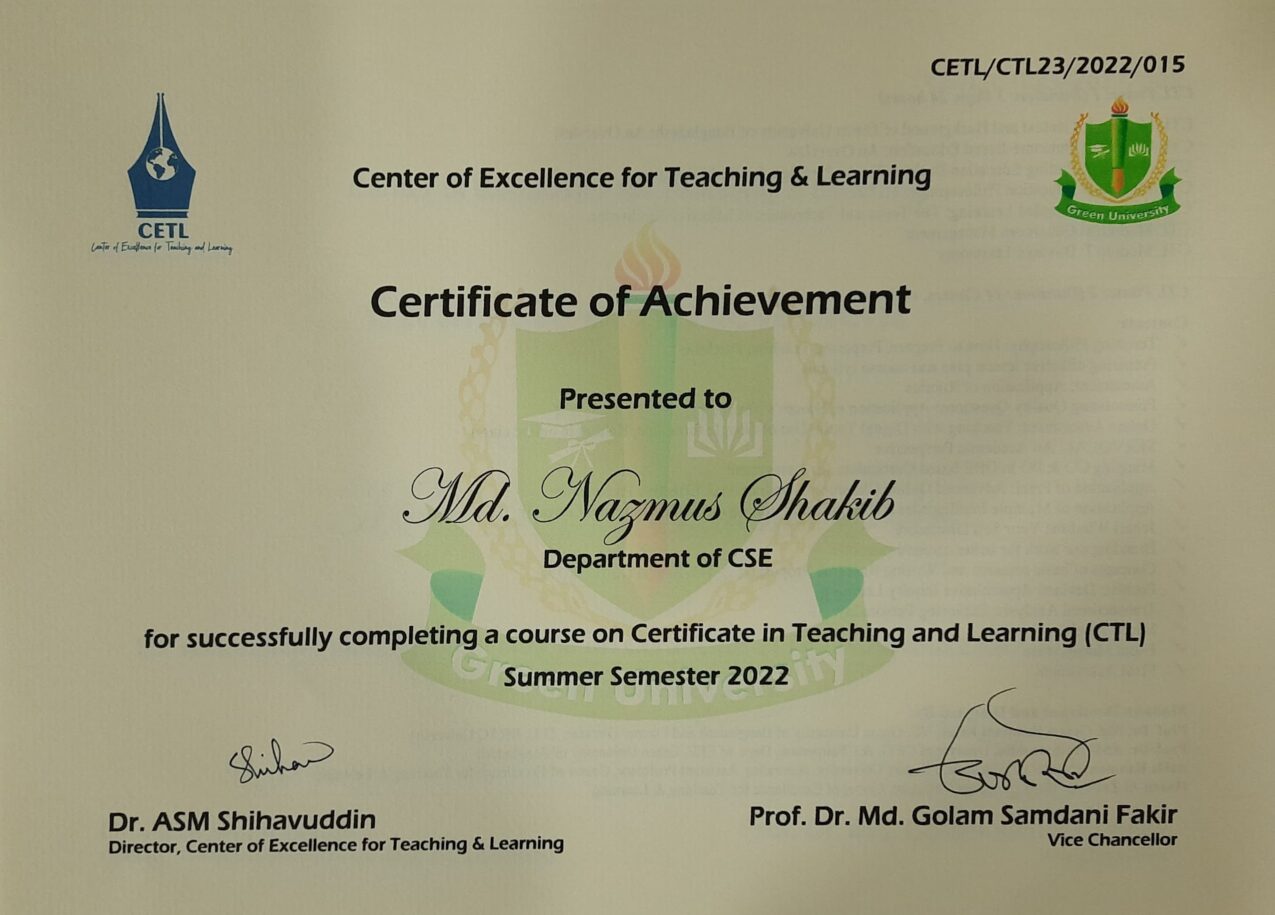 CETL/CTL23/2022/015
CETL
Center of Excellence for Teaching and Learning
Green University
Center of Excellence for Teaching & Learning
Certificate of Achievement
Presented to
Md. Nazmus Shakib
Department of CSE
for successfully completing a course on Certificate in Teaching and Learning (CTL)
Summer Semester 2022
Green University
Shihav
Dr. ASM Shihavuddin
Director, Center of Excellence for Teaching & Learning
Prof. Dr. Md. Golam Samdani Fakir
Vice Chancellor